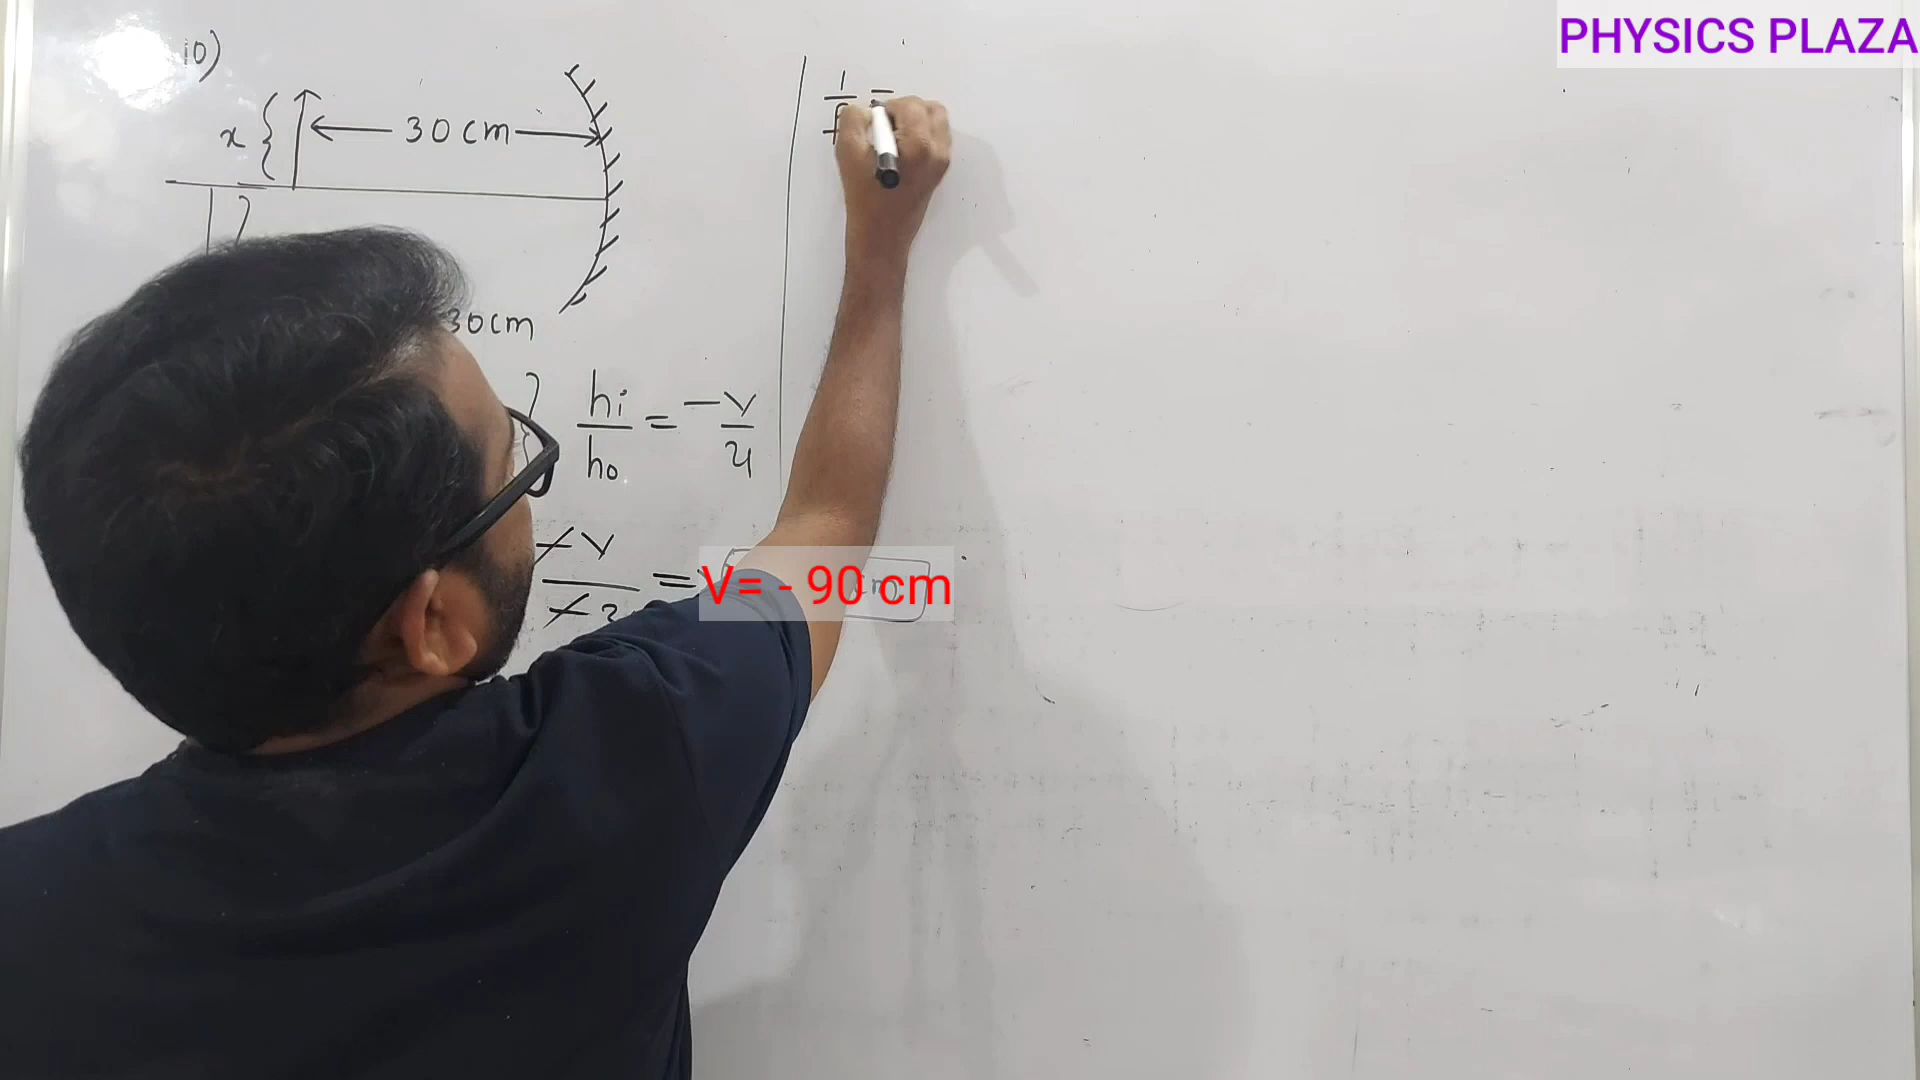 PHYSICS PLAZA
10)
x { 30 cm
30cm
hi/ho = -v/u
V= - 90 cm
1/f =